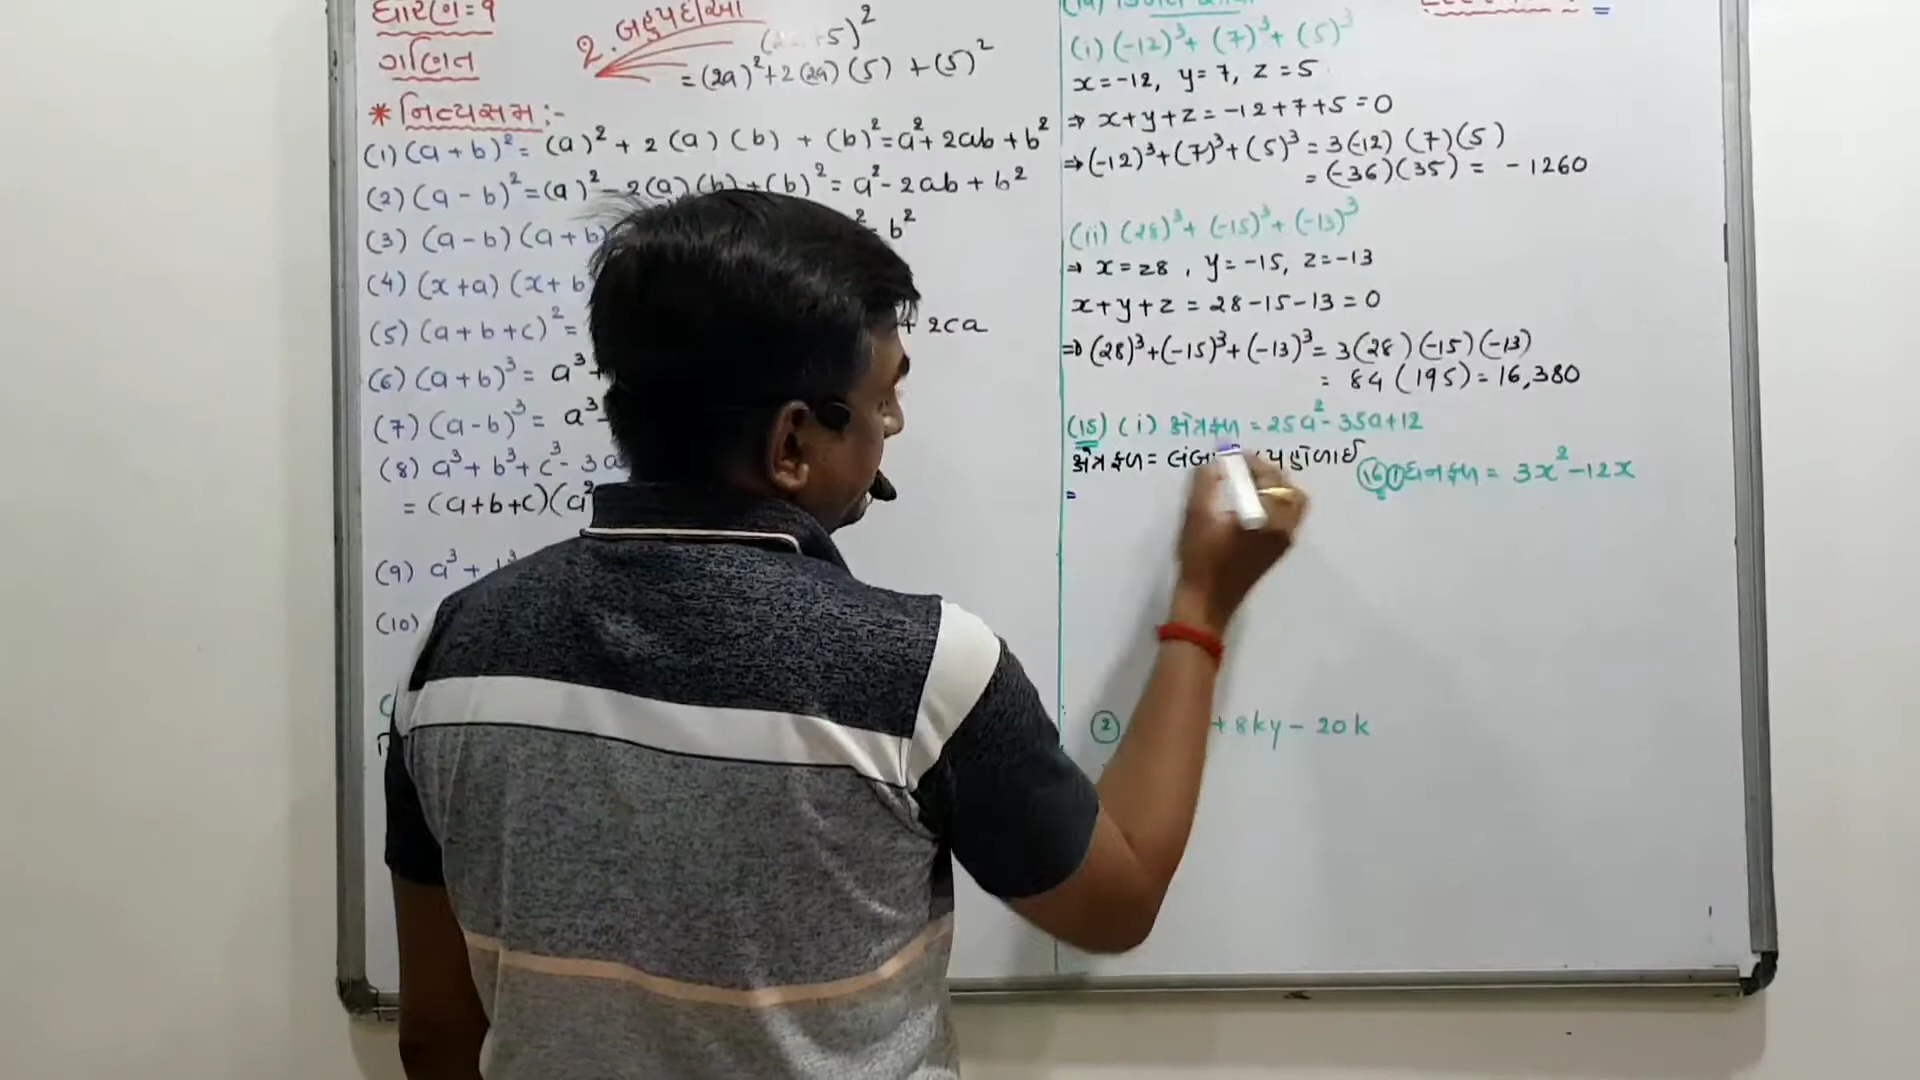 ધોરણ = ૧
ગણિત
૨. બહુપદીઓ
+5)²
= (2a)² + 2 (2a) (5) + (5)²
* નિત્યસમ :-
(1) (a + b)² = (a)² + 2 (a) (b) + (b)² = a² + 2ab + b²
(2) (a - b)² = (a)² - 2(a)(b) + (b)² = a² - 2ab + b²
(3) (a - b) (a + b) b²
(4) (x + a) (x + b
(5) (a + b + c)² = + 2ca
(6) (a + b)³ = a³ +
(7) (a - b)³ = a³
(8) a³ + b³ + c³ - 3a
= (a + b + c) (a²
(9) a³ +
(10)
(i) (-12)³ + (7)³ + (5)³
x = -12, y = 7, z = 5
⇒ x + y + z = -12 + 7 + 5 = 0
⇒ (-12)³ + (7)³ + (5)³ = 3(-12) (7) (5)
= (-36) (35) = - 1260
(ii) (28)³ + (-15)³ + (-13)³
⇒ x = 28 , y = -15, z = -13
x + y + z = 28 - 15 - 13 = 0
⇒ (28)³ + (-15)³ + (-13)³ = 3(28) (-15) (-13)
= 84 (195) = 16,380
(15) (i) ક્ષેત્રફળ = 25a² - 35a + 12
ક્ષેત્રફળ = લંબા પહોળાઈ
=
(16) (1) ઘનફળ = 3x² - 12x
(2) + 8ky - 20k